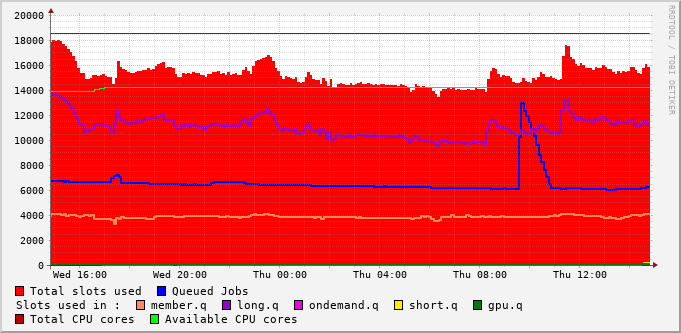 20000
18000
16000
14000
12000
10000
8000
6000
4000
2000
0
Wed 16:00 Wed 20:00 Thu 00:00 Thu 04:00 Thu 08:00 Thu 12:00
RRDTOOL / TOBI OETIKER
Total slots used Queued Jobs
Slots used in : member.q long.q ondemand.q short.q gpu.q
Total CPU cores Available CPU cores